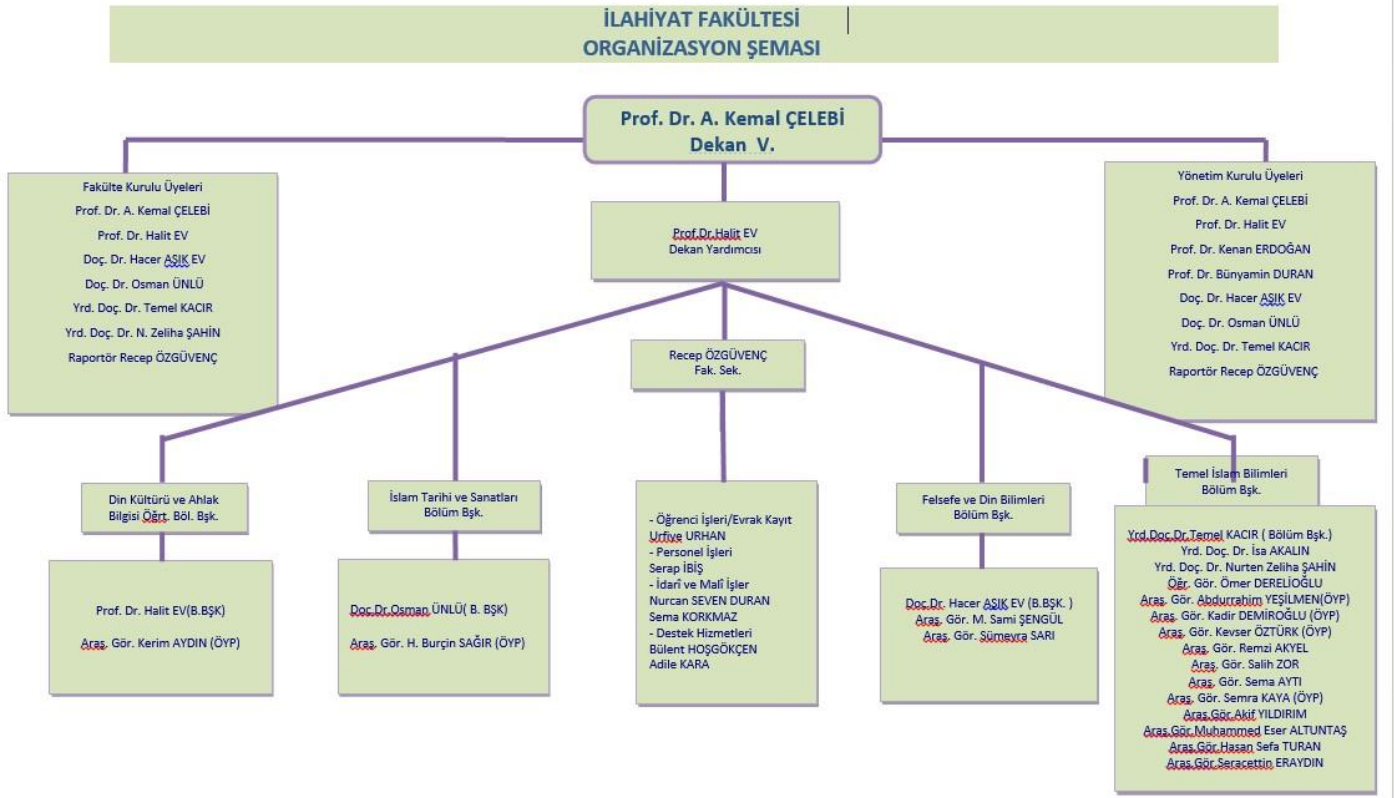 İLAHİYAT FAKÜLTESİ
ORGANİZASYON ŞEMASI
Prof. Dr. A. Kemal ÇELEBİ
Dekan V.
Fakülte Kurulu Üyeleri
Prof. Dr. A. Kemal ÇELEBİ
Prof. Dr. Halit EV
Doç. Dr. Hacer AŞIK EV
Doç. Dr. Osman ÜNLÜ
Yrd. Doç. Dr. Temel KACIR
Yrd. Doç. Dr. N. Zeliha ŞAHİN
Raportör Recep ÖZGÜVENÇ
Prof.Dr.Halit EV
Dekan Yardımcısı
Yönetim Kurulu Üyeleri
Prof. Dr. A. Kemal ÇELEBİ
Prof. Dr. Halit EV
Prof. Dr. Kenan ERDOĞAN
Prof. Dr. Bünyamin DURAN
Doç. Dr. Hacer AŞIK EV
Doç. Dr. Osman ÜNLÜ
Yrd. Doç. Dr. Temel KACIR
Raportör Recep ÖZGÜVENÇ
Recep ÖZGÜVENÇ
Fak. Sek.
Din Kültürü ve Ahlak
Bilgisi Öğrt. Böl. Bşk.
Prof. Dr. Halit EV(B.BŞK)
Araş. Gör. Kerim AYDIN (ÖYP)
İslam Tarihi ve Sanatları
Bölüm Bşk.
Doç.Dr.Osman ÜNLÜ( B. BŞK)
Araş. Gör. H. Burçin SAĞIR (ÖYP)
- Öğrenci İşleri/Evrak Kayıt
Urfiye URHAN
- Personel İşleri
Serap İBİŞ
- İdarî ve Malî İşler
Nurcan SEVEN DURAN
Sema KORKMAZ
- Destek Hizmetleri
Bülent HOŞGÖKÇEN
Adile KARA
Felsefe ve Din Bilimleri
Bölüm Bşk.
Doç.Dr. Hacer AŞIK EV (B.BŞK. )
Araş. Gör. M. Sami ŞENGÜL
Araş. Gör. Sümeyra SARI
Temel İslam Bilimleri
Bölüm Bşk.
Yrd.Doç.Dr.Temel KACIR ( Bölüm Bşk.)
Yrd. Doç. Dr. İsa AKALIN
Yrd. Doç. Dr. Nurten Zeliha ŞAHİN
Öğr. Gör. Ömer DERELİOĞLU
Araş. Gör. Abdurrahim YEŞİLMEN(ÖYP)
Araş. Gör. Kadir DEMİROĞLU (ÖYP)
Araş. Gör. Kevser ÖZTÜRK (ÖYP)
Araş. Gör. Remzi AKYEL
Araş. Gör. Salih ZOR
Araş. Gör. Sema AYTI
Araş. Gör. Semra KAYA (ÖYP)
Araş.Gör.Akif YILDIRIM
Araş.Gör.Muhammed Eser ALTUNTAŞ
Araş.Gör.Hasan Sefa TURAN
Araş.Gör.Seracettin ERAYDIN